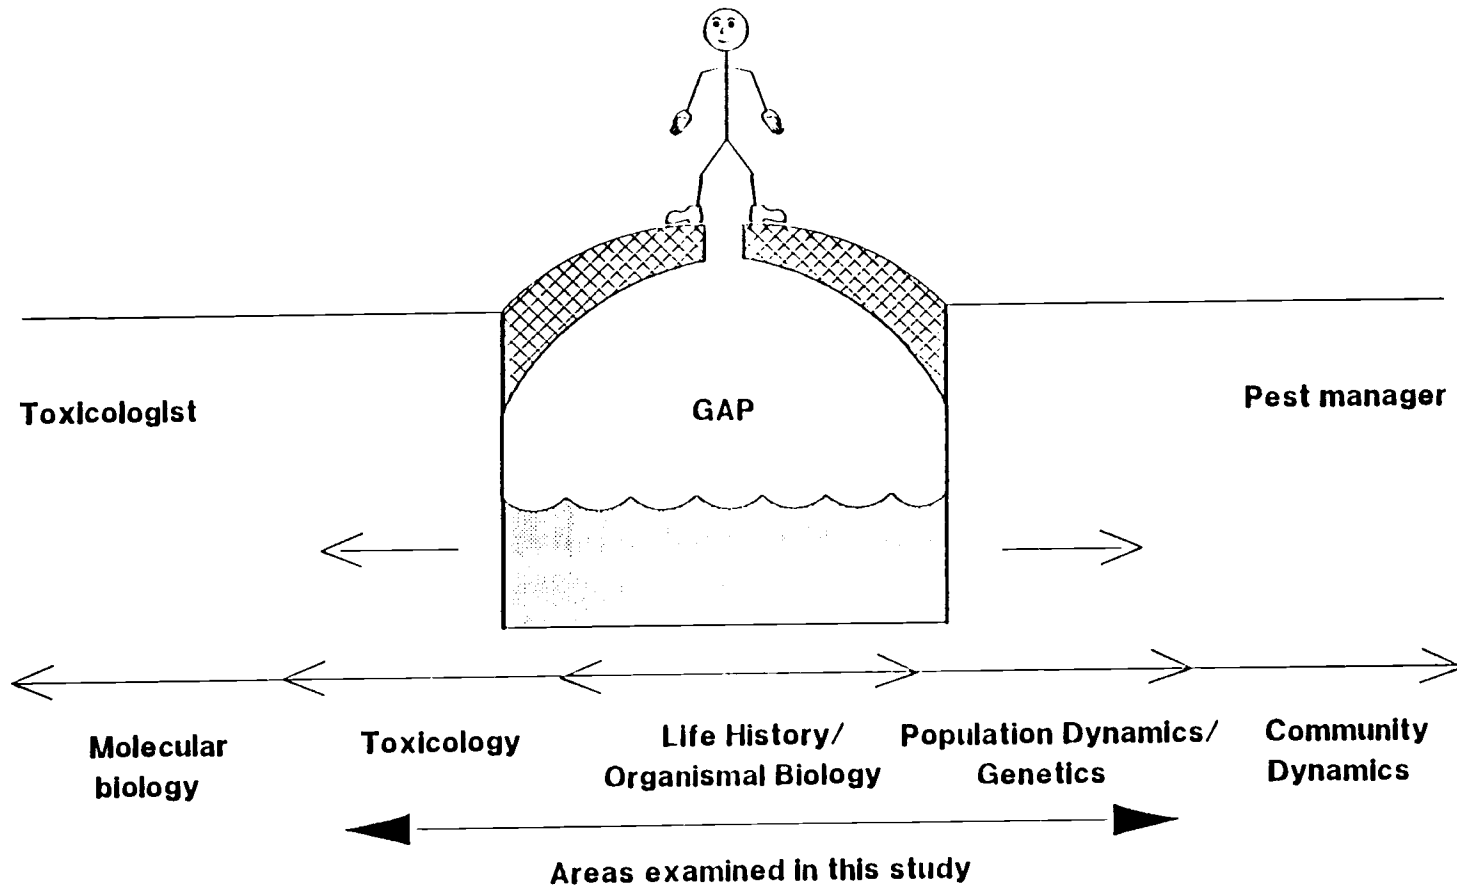 Toxicologist
GAP
Pest manager
Molecular
biology
Toxicology
Life History/
Organismal Biology
Population Dynamics/
Genetics
Community
Dynamics
Areas examined in this study